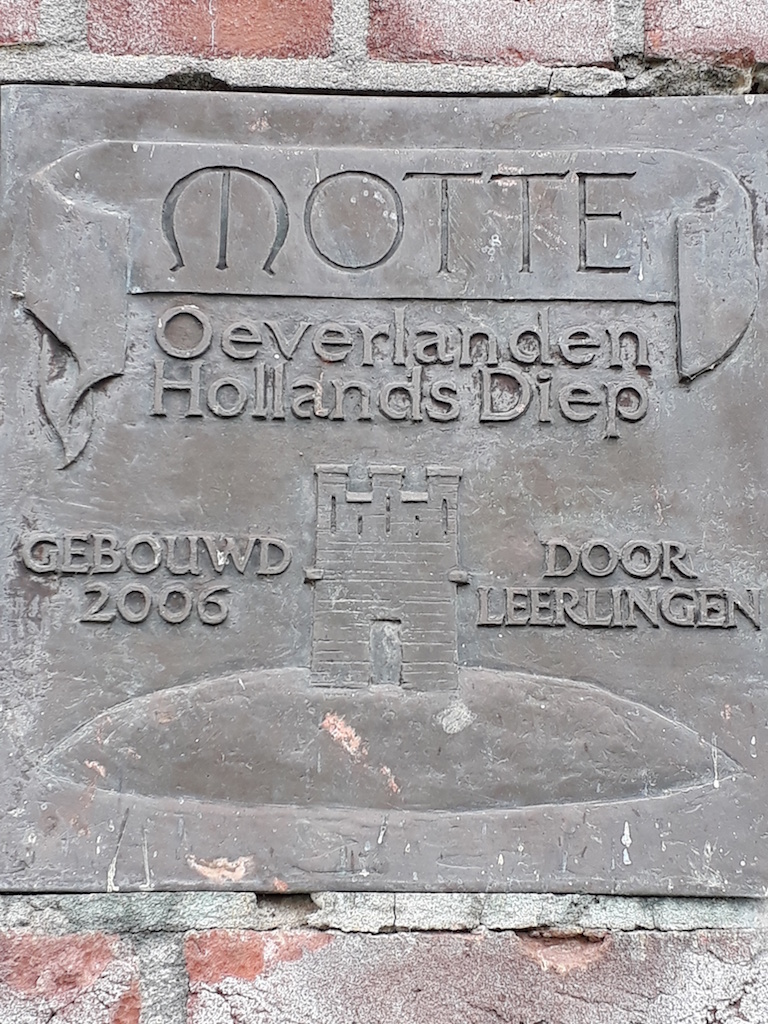 MOTTE
Oeverlanden
Hollands Diep
GEBOUWD
2006
DOOR
LEERLINGEN